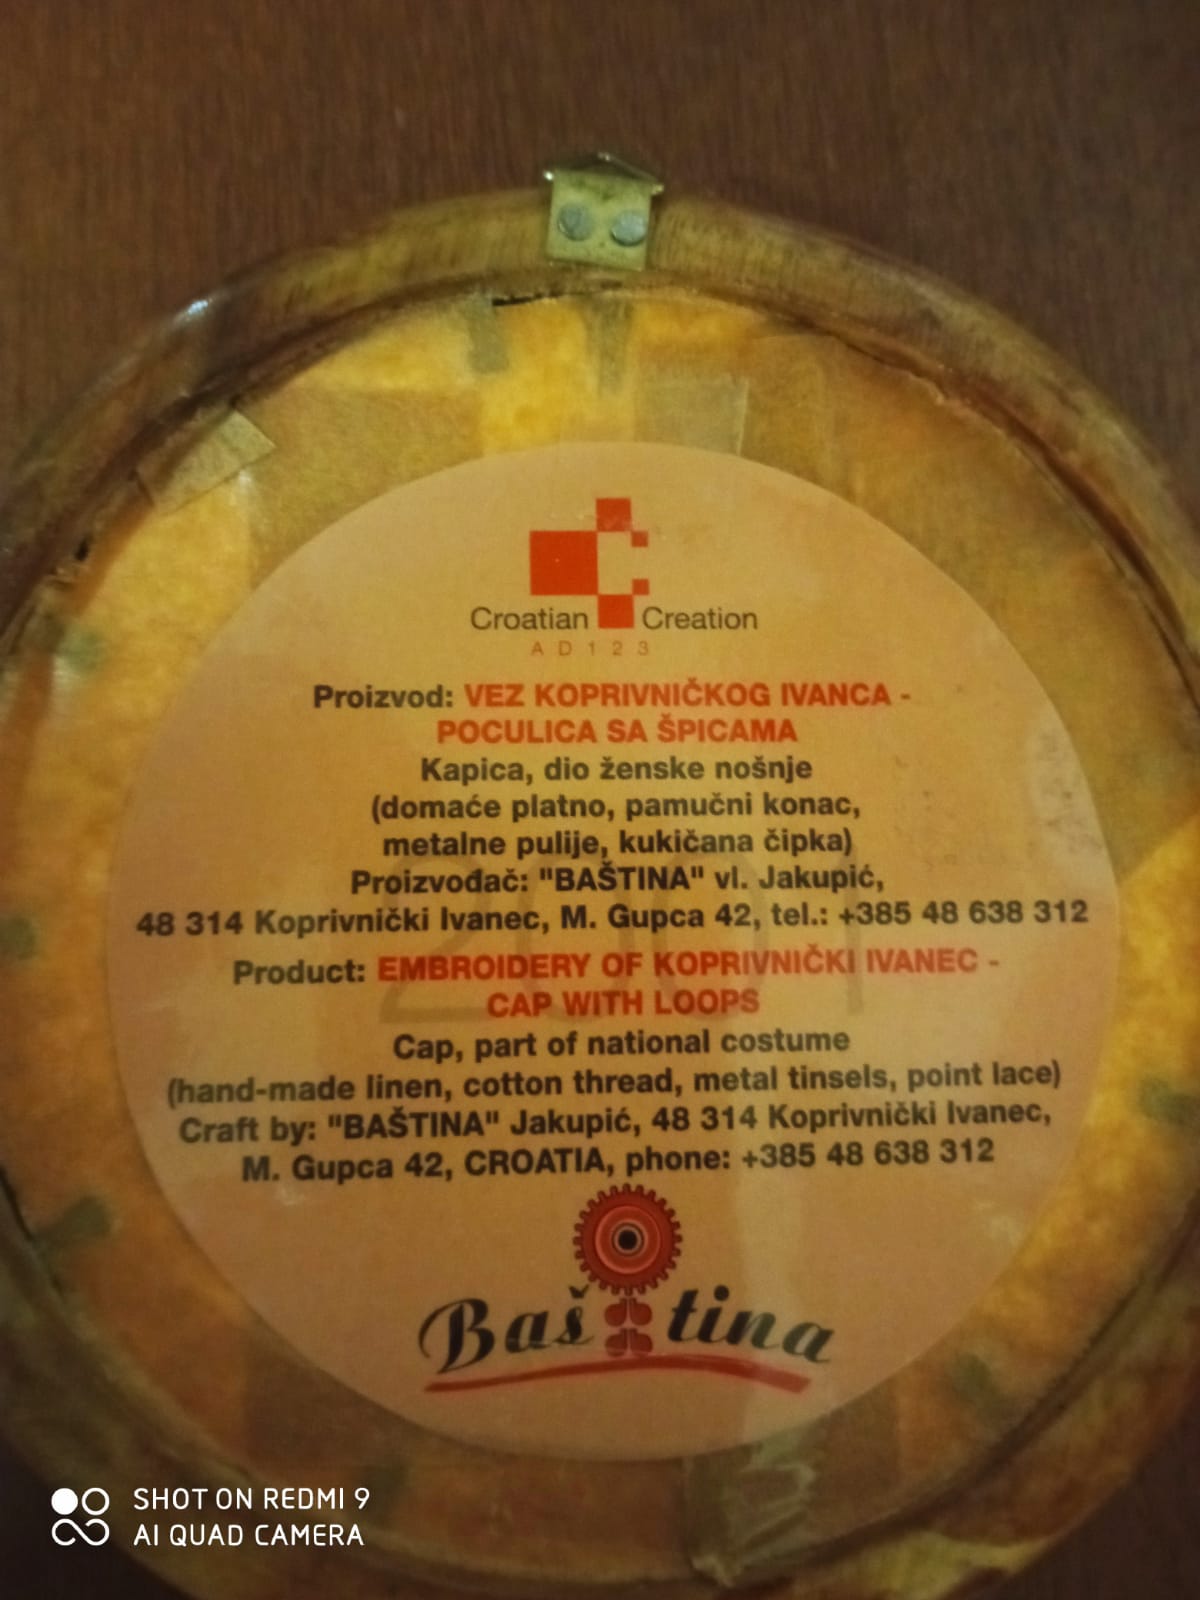 Croatian Creation
AD123
Proizvod: VEZ KOPRIVNIČKOG IVANCA -
POCULICA SA ŠPICAMA
Kapica, dio ženske nošnje
(domaće platno, pamučni konac,
metalne pulije, kukičana čipka)
Proizvođač: "BAŠTINA" vl. Jakupić,
48 314 Koprivnički Ivanec, M. Gupca 42, tel.: +385 48 638 312
2001
Product: EMBROIDERY OF KOPRIVNIČKI IVANEC -
CAP WITH LOOPS
Cap, part of national costume
(hand-made linen, cotton thread, metal tinsels, point lace)
Craft by: "BAŠTINA" Jakupić, 48 314 Koprivnički Ivanec,
M. Gupca 42, CROATIA, phone: +385 48 638 312
Baština
SHOT ON REDMI 9
AI QUAD CAMERA